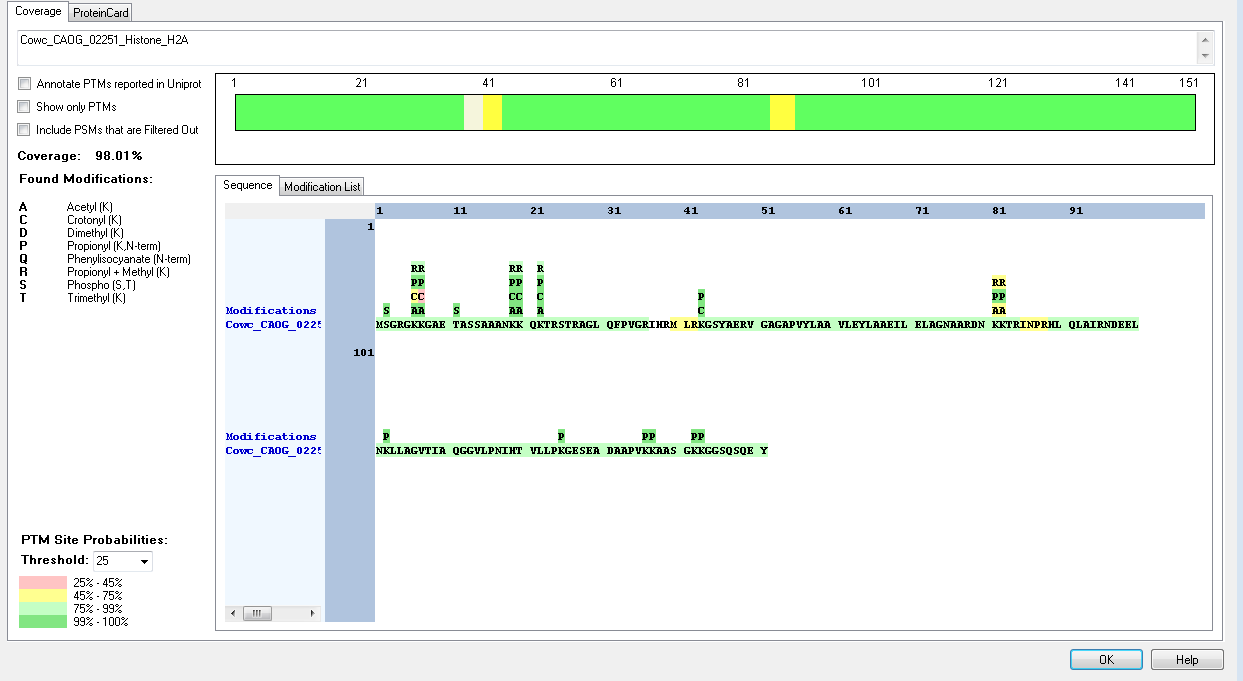 Coverage ProteinCard
Cowc_CAOG_02251_Histone_H2A
Annotate PTMs reported in Uniprot
Show only PTMs
Include PSMs that are Filtered Out
Coverage: 98.01%
Found Modifications:
A Acetyl (K)
C Crotonyl (K)
D Dimethyl (K)
P Propionyl (K,N-term)
Q Phenylisocyanate (N-term)
R Propionyl + Methyl (K)
S Phospho (S,T)
T Trimethyl (K)
1 21 41 61 81 101 121 141 151
Sequence Modification List
1 11 21 31 41 51 61 71 81 91
1
RR RR R
PP PP P RR
CC CC C P PP
Modifications S AA S AA A C AA
Cowc_CAOG_0225 MSGRGKKGAE TASSAAANKK QKTRSTRAGL QFPVGRIHRM LRKGSYAERV GAGAPVYLAA VLEYLAAEIL ELAGNAARDN KKTRINPRHL QLAIRNDEEL
101
Modifications P P PP PP
Cowc_CAOG_0225 NKLLAGVTIA QGGVLPNIHT VLLPKGESEA DAAPVKKAAS GKKGGSQSQE Y
PTM Site Probabilities:
Threshold: 25
25% - 45%
45% - 75%
75% - 99%
99% - 100%
OK Help